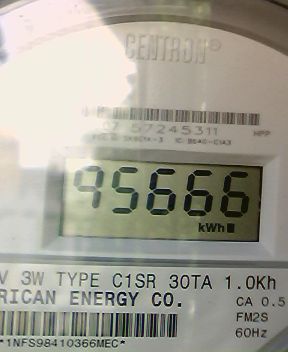 CENTRON®
57245311
HPP
95666
kWh
V 3W TYPE C1SR 30TA 1.0Kh
RICAN ENERGY CO.
CA 0.5
FM2S
60Hz
*1NFS98410366MEC*